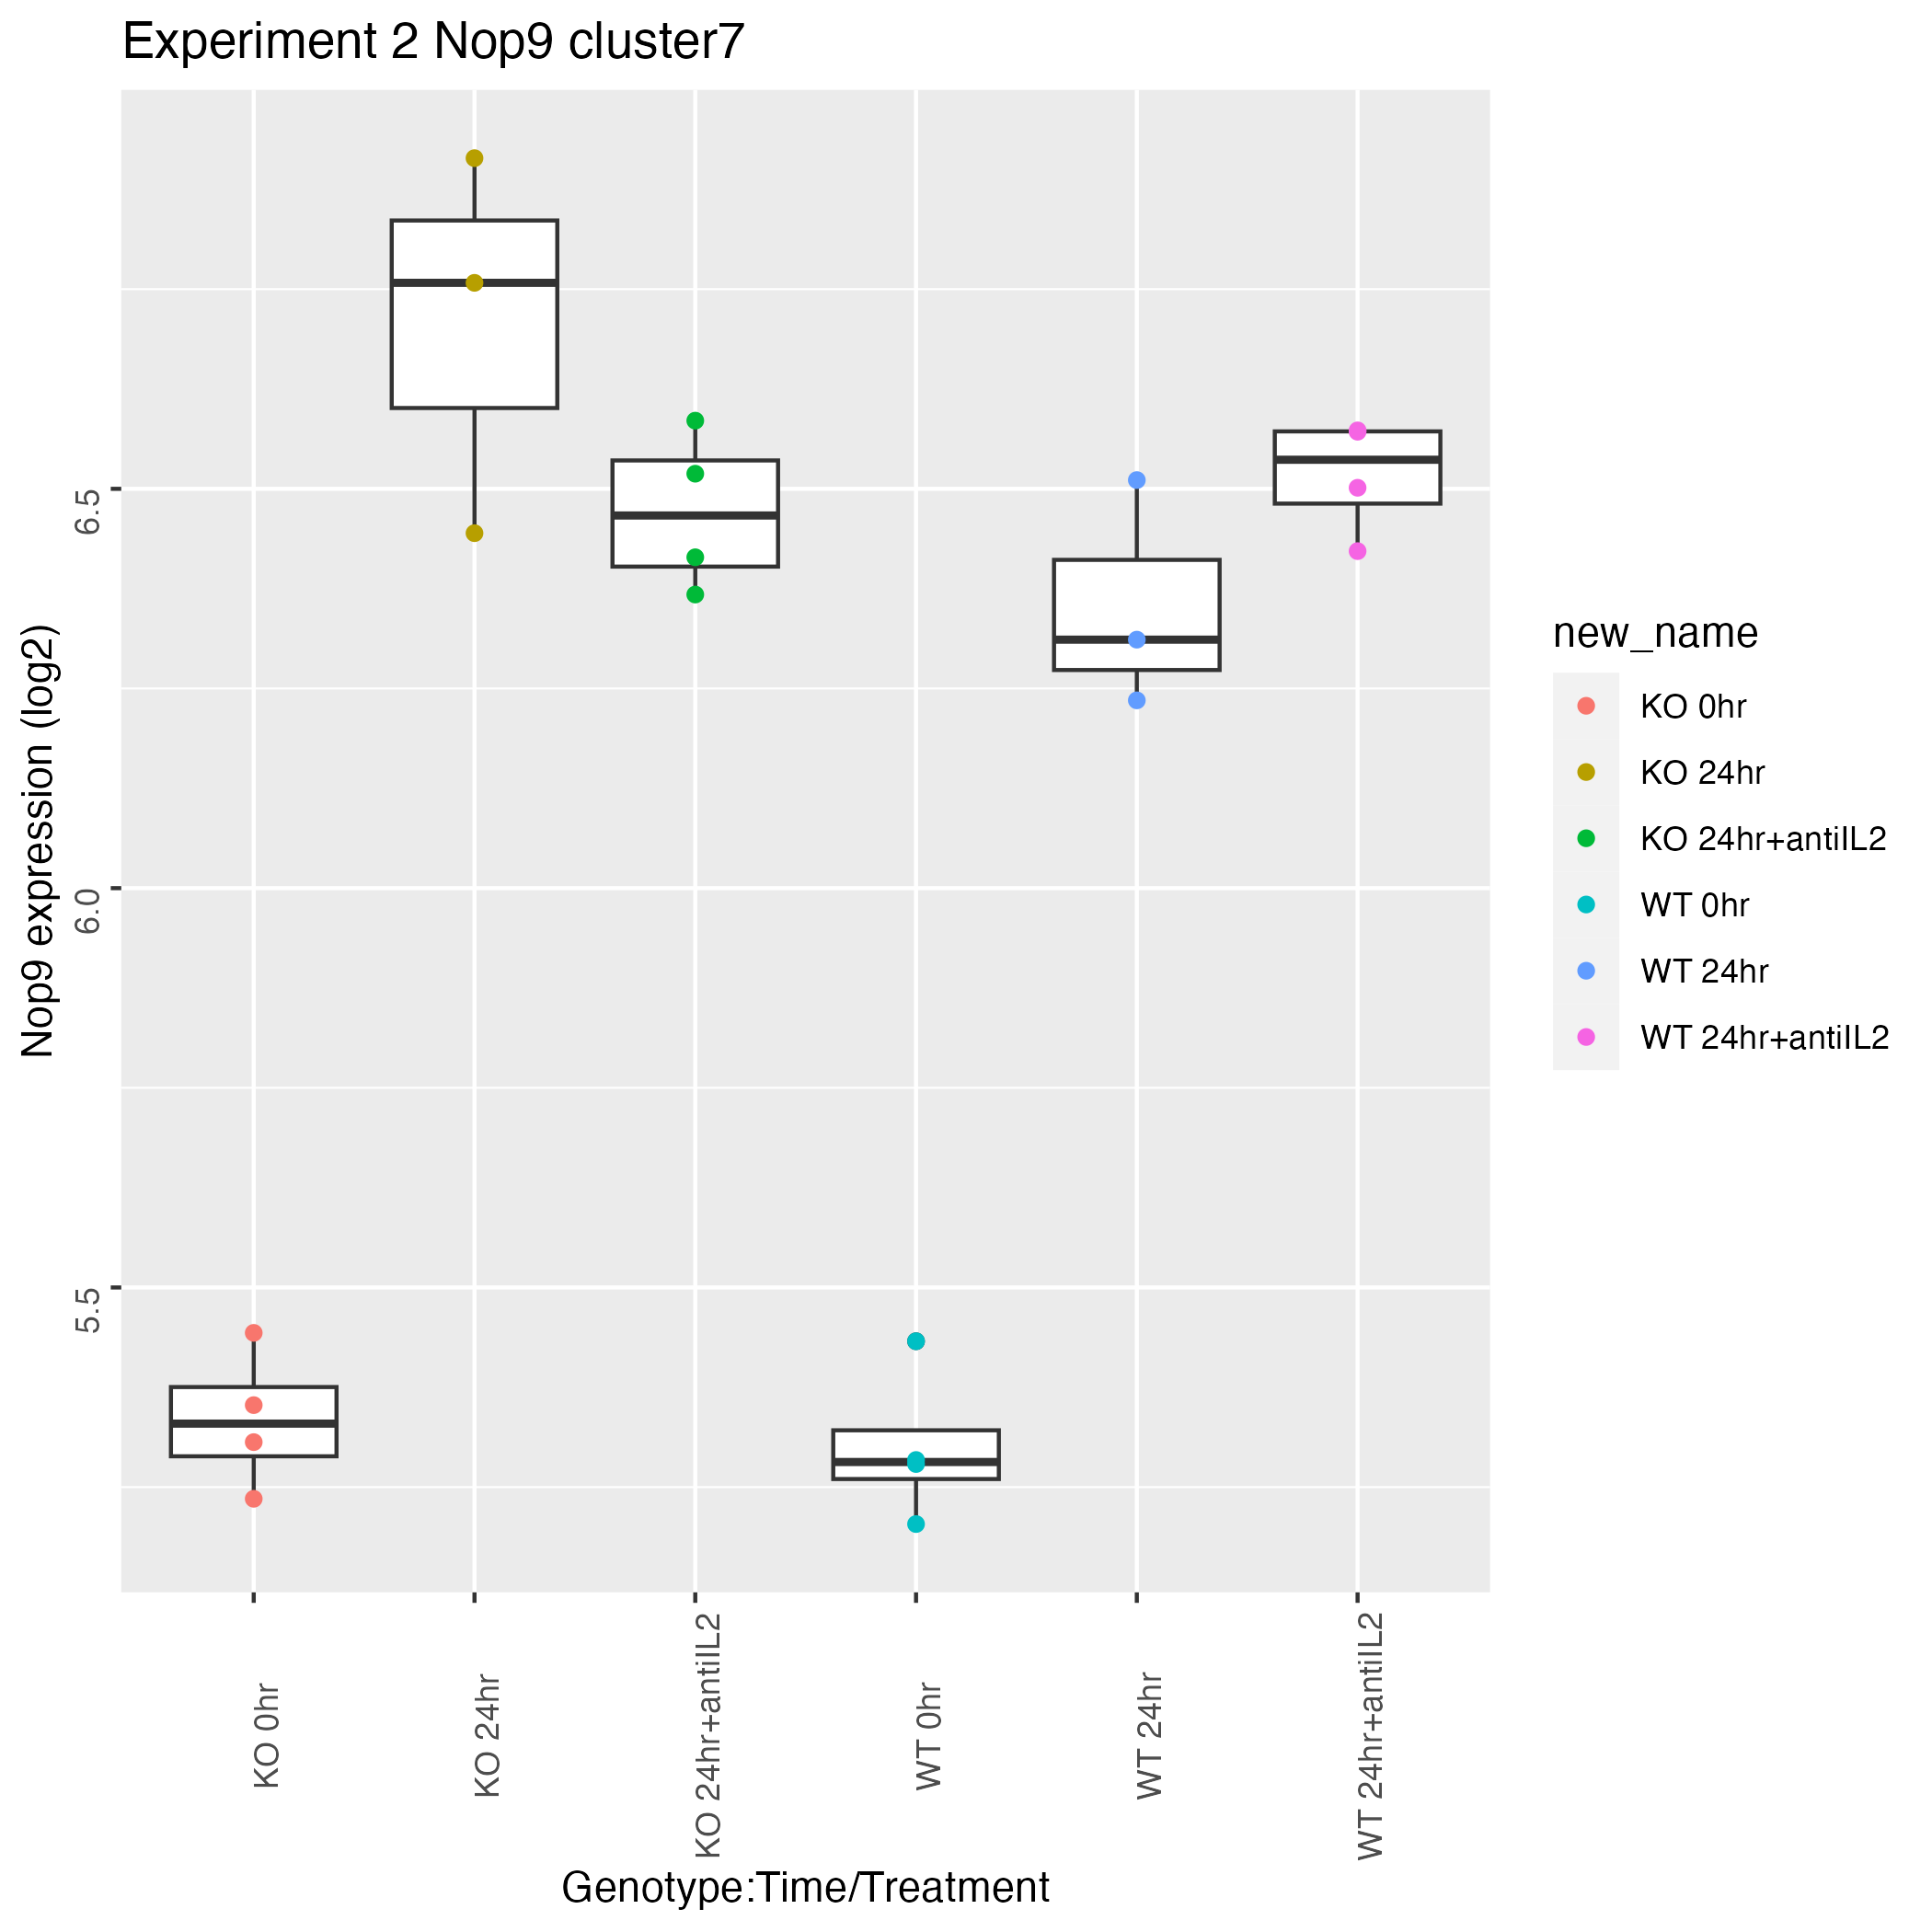 Experiment 2 Nop9 cluster7
Nop9 expression (log2)
6.5
6.0
5.5
KO 0hr
KO 24hr
KO 24hr+antiIL2
WT 0hr
WT 24hr
WT 24hr+antiIL2
Genotype:Time/Treatment
new_name
KO 0hr
KO 24hr
KO 24hr+antiIL2
WT 0hr
WT 24hr
WT 24hr+antiIL2